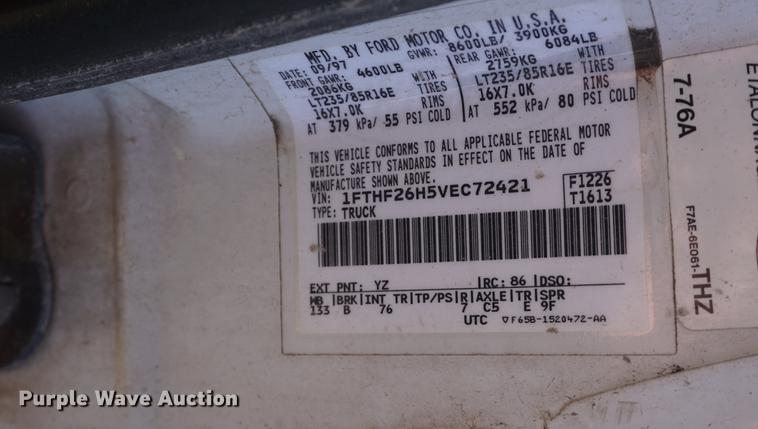 MFD. BY FORD MOTOR CO. IN U.S.A.
DATE: 09/97 GVWR: 8600LB/ 3900KG
FRONT GAWR: 4600LB REAR GAWR: 6084LB
2086KG WITH 2759KG WITH
LT235/85R16E TIRES LT235/85R16E TIRES
16X7.0K RIMS 16X7.0K RIMS
AT 379 kPa/ 55 PSI COLD AT 552 kPa/ 80 PSI COLD
THIS VEHICLE CONFORMS TO ALL APPLICABLE FEDERAL MOTOR
VEHICLE SAFETY STANDARDS IN EFFECT ON THE DATE OF
MANUFACTURE SHOWN ABOVE.
VIN: 1FTHF26H5VEC72421 F1226
TYPE: TRUCK T1613
EXT PNT: YZ RC: 86 DSO:
WB BRK INT TR TP/PS R AXLE TR SPR
133 B 76 7 C5 E 9F
UTC ▽F65B-1520472-AA
7-76A
F7AE-6E061-THZ
Purple Wave Auction